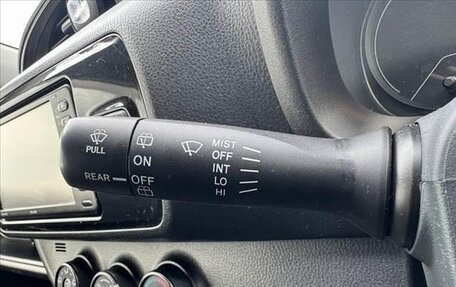 PULL
ON
REAR OFF
MIST
OFF
INT
LO
HI